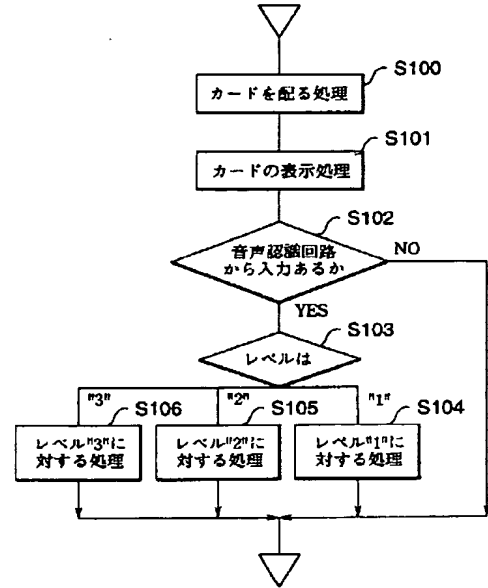 S100
カードを配る処理
S101
カードの表示処理
S102
音声認識回路
から入力あるか
NO
YES
S103
レベルは
"3"
S106
"2"
S105
"1"
S104
レベル"3"に
対する処理
レベル"2"に
対する処理
レベル"1"に
対する処理